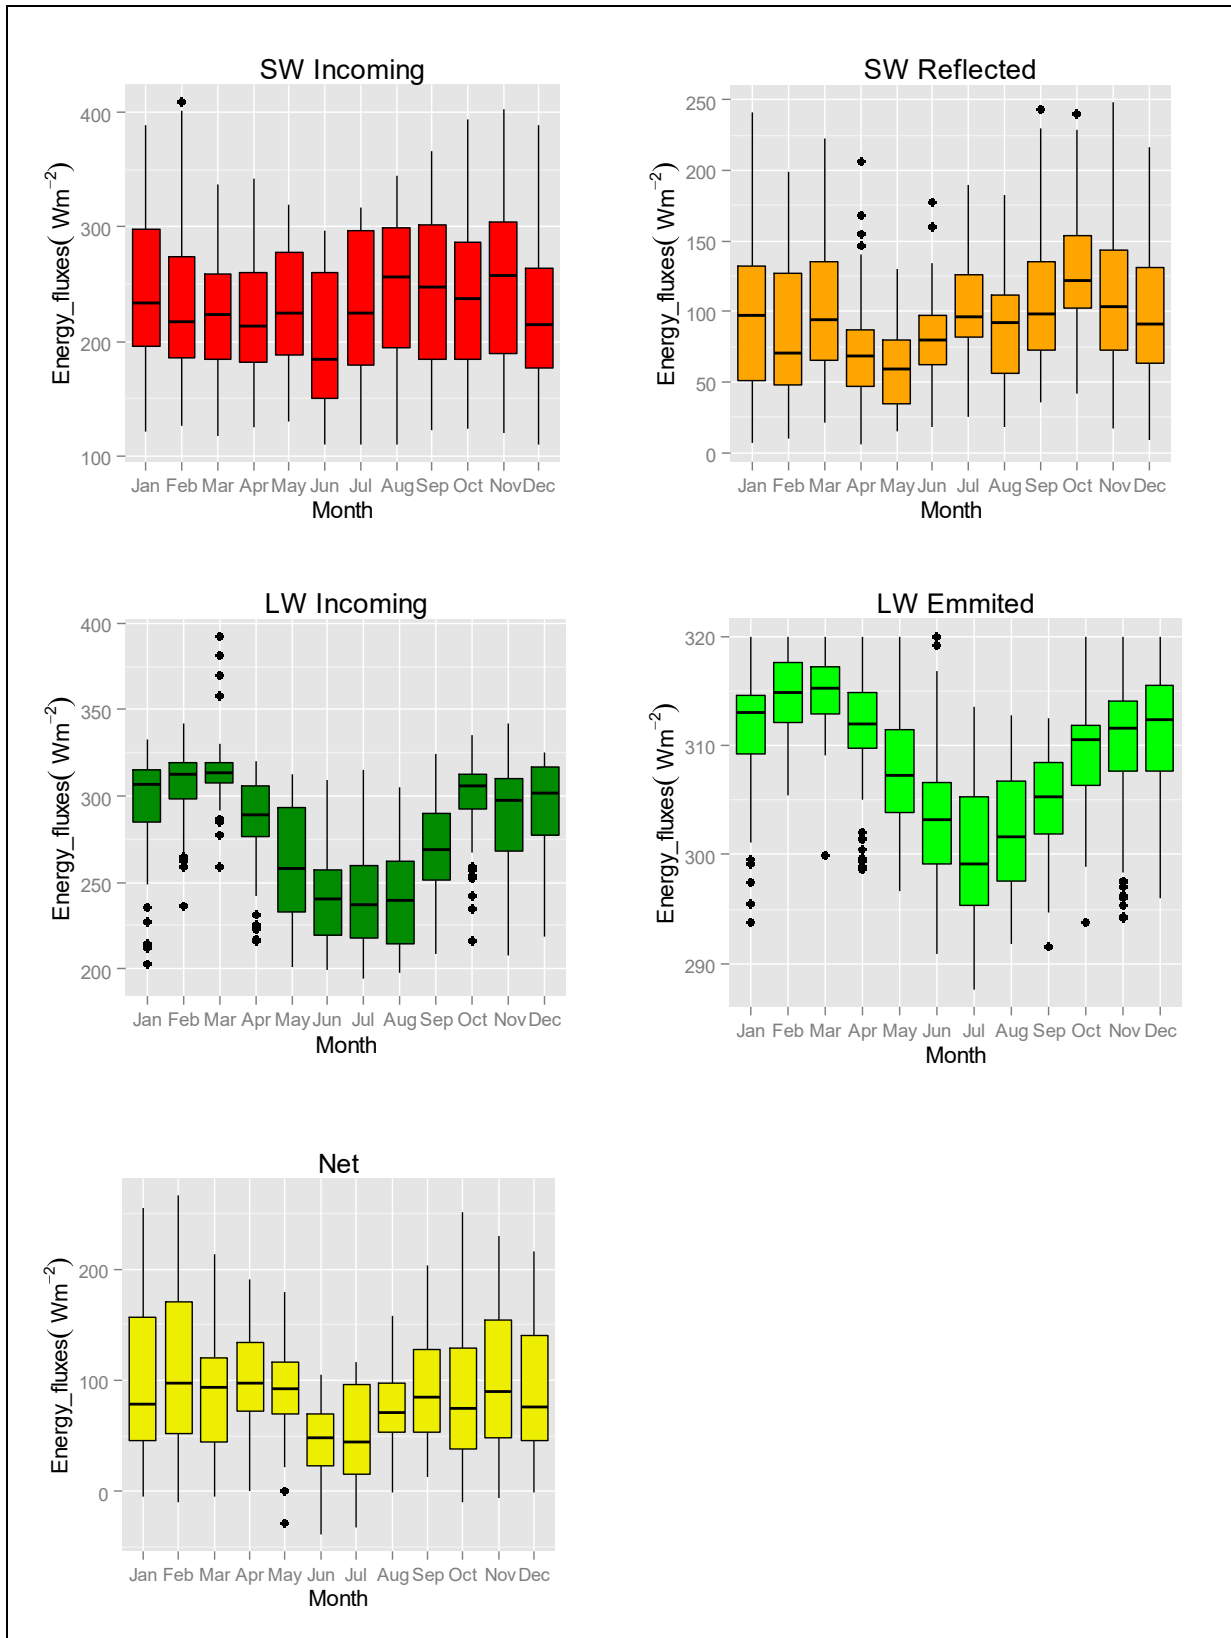 SW Incoming
Energy_fluxes( Wm−2)
400
300
200
100
Jan Feb Mar Apr May Jun Jul Aug Sep Oct Nov Dec
Month
SW Reflected
Energy_fluxes( Wm−2)
250
200
150
100
50
0
Jan Feb Mar Apr May Jun Jul Aug Sep Oct Nov Dec
Month
LW Incoming
Energy_fluxes( Wm−2)
400
350
300
250
200
Jan Feb Mar Apr May Jun Jul Aug Sep Oct Nov Dec
Month
LW Emmited
Energy_fluxes( Wm−2)
320
310
300
290
Jan Feb Mar Apr May Jun Jul Aug Sep Oct Nov Dec
Month
Net
Energy_fluxes( Wm−2)
200
100
0
Jan Feb Mar Apr May Jun Jul Aug Sep Oct Nov Dec
Month